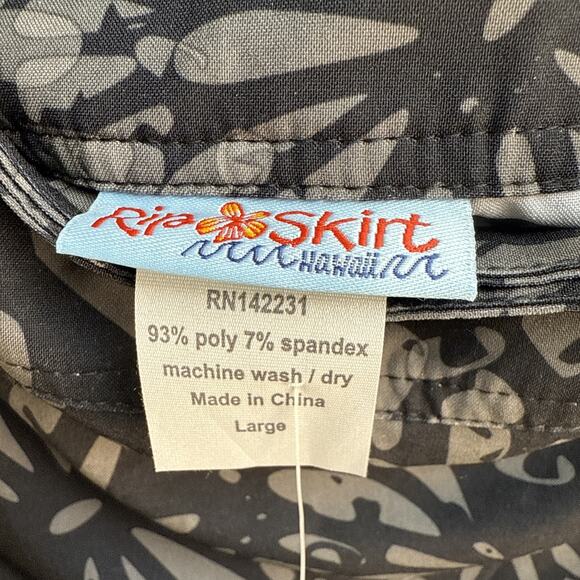 Rip Skirt
Hawaii
RN142231
93% poly 7% spandex
machine wash / dry
Made in China
Large